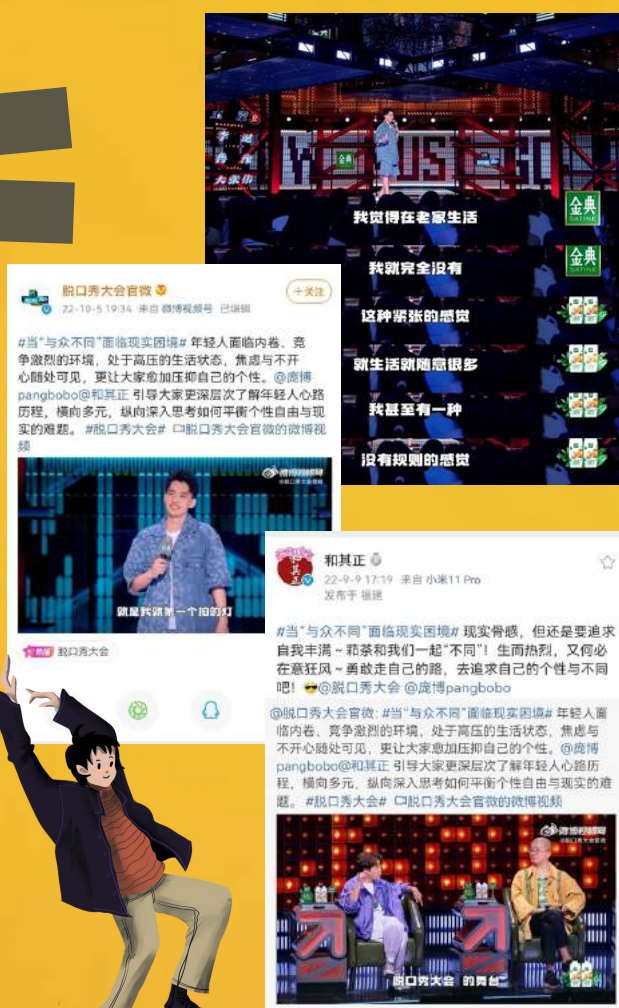 金典
SATINE
我觉得在老家生活
金典
SATINE
我就完全没有
这种紧张的感觉
就生活就随意很多
我甚至有一种
没有规则的感觉
脱口秀大会官微
+关注
22-10-5 19:34 来自 微博视频号 已编辑
#当“与众不同”面临现实困境# 年轻人面临内卷、竞
争激烈的环境，处于高压的生活状态，焦虑与不开
心随处可见，更让大家愈加压抑自己的个性。@庞博
pangbobo@和其正 引导大家更深层次了解年轻人心路
历程，横向多元，纵向深入思考如何平衡个性自由与现
实的难题。 #脱口秀大会# 脱口秀大会官微的微博视
频
微博视频号
就是我就第一个拍的灯
脱口秀大会
和其正
22-9-9 17:19 来自 小米11 Pro
发布于 福建
#当“与众不同”面临现实困境# 现实骨感，但还是要追求
自我丰满～和我们一起“不同”！生而热烈，又何必
在意狂风～勇敢走自己的路，去追求自己的个性与不同
吧！@脱口秀大会 @庞博pangbobo
@脱口秀大会官微: #当“与众不同”面临现实困境# 年轻人面
临内卷、竞争激烈的环境，处于高压的生活状态，焦虑与
不开心随处可见，更让大家愈加压抑自己的个性。@庞博
pangbobo@和其正 引导大家更深层次了解年轻人心路历
程，横向多元，纵向深入思考如何平衡个性自由与现实的难
题。 #脱口秀大会# 脱口秀大会官微的微博视频
微博视频号
脱口秀大会 的舞台